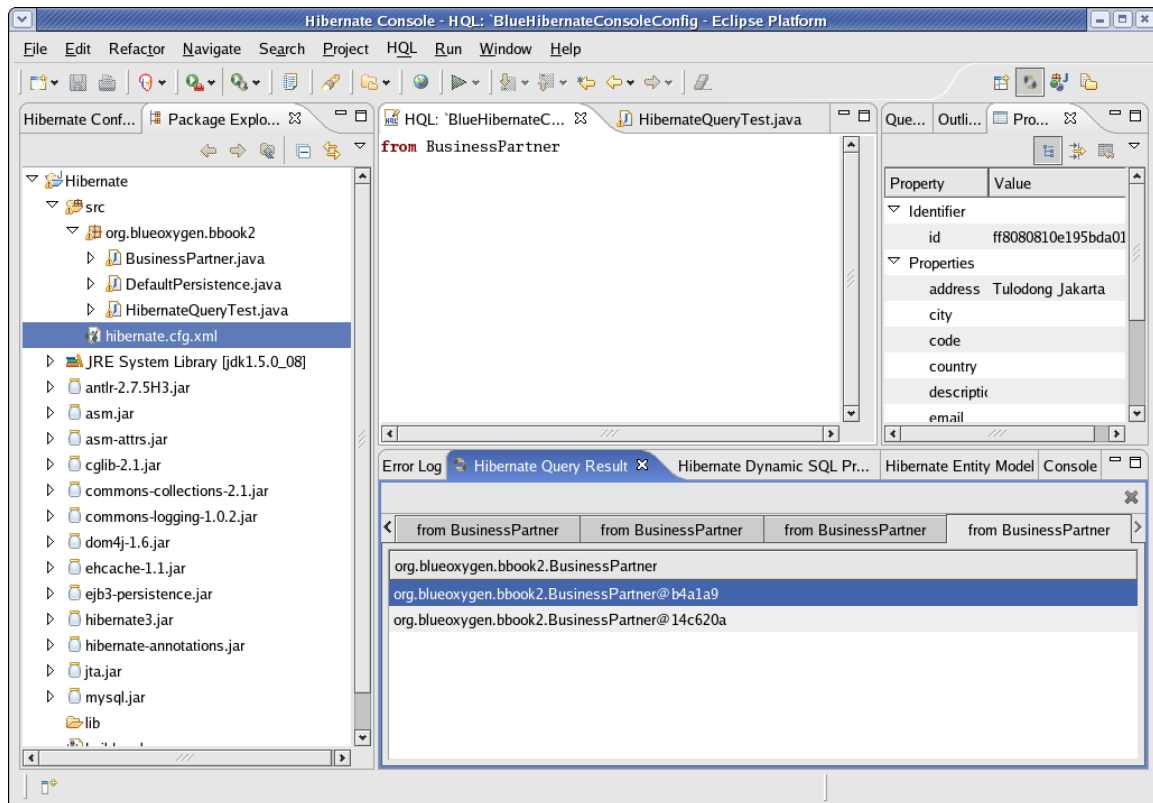 Hibernate Console - HQL: `BlueHibernateConsoleConfig - Eclipse Platform
File Edit Refactor Navigate Search Project HQL Run Window Help
Hibernate Conf... Package Explo...
Hibernate
src
org.blueoxygen.bbook2
BusinessPartner.java
DefaultPersistence.java
HibernateQueryTest.java
hibernate.cfg.xml
JRE System Library [jdk1.5.0_08]
antlr-2.7.5H3.jar
asm.jar
asm-attrs.jar
cglib-2.1.jar
commons-collections-2.1.jar
commons-logging-1.0.2.jar
dom4j-1.6.jar
ehcache-1.1.jar
ejb3-persistence.jar
hibernate3.jar
hibernate-annotations.jar
jta.jar
mysql.jar
lib
HQL: `BlueHibernateC... HibernateQueryTest.java
from BusinessPartner
Que... Outli... Pro...
Property Value
Identifier
id ff8080810e195bda01
Properties
address Tulodong Jakarta
city
code
country
descripti
email
Error Log Hibernate Query Result Hibernate Dynamic SQL Pr... Hibernate Entity Model Console
from BusinessPartner from BusinessPartner from BusinessPartner from BusinessPartner
org.blueoxygen.bbook2.BusinessPartner
org.blueoxygen.bbook2.BusinessPartner@b4a1a9
org.blueoxygen.bbook2.BusinessPartner@14c620a